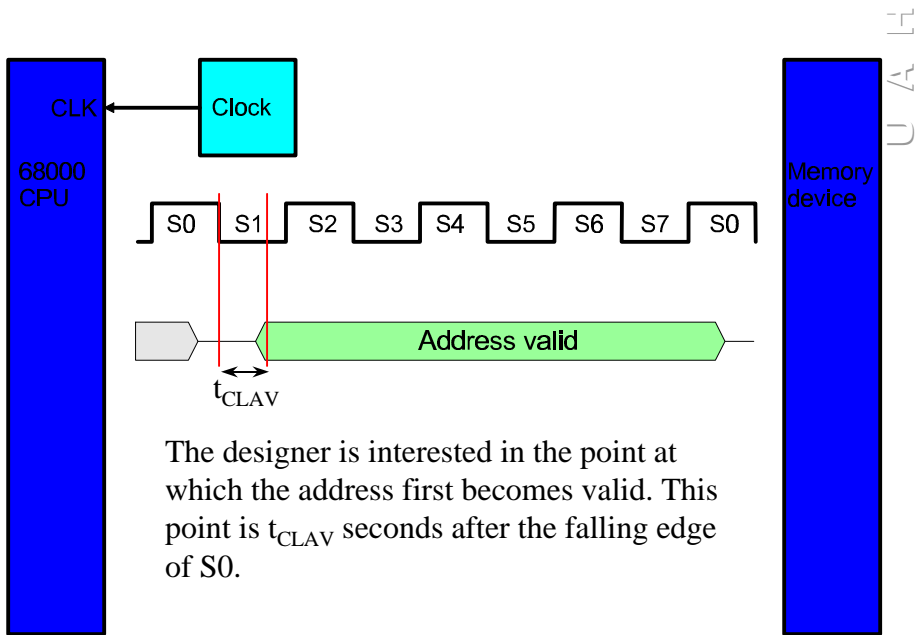 U A H
CLK
Clock
68000
CPU
Memory
device
S0 S1 S2 S3 S4 S5 S6 S7 S0
Address valid
tCLAV
The designer is interested in the point at
which the address first becomes valid. This
point is tCLAV seconds after the falling edge
of S0.